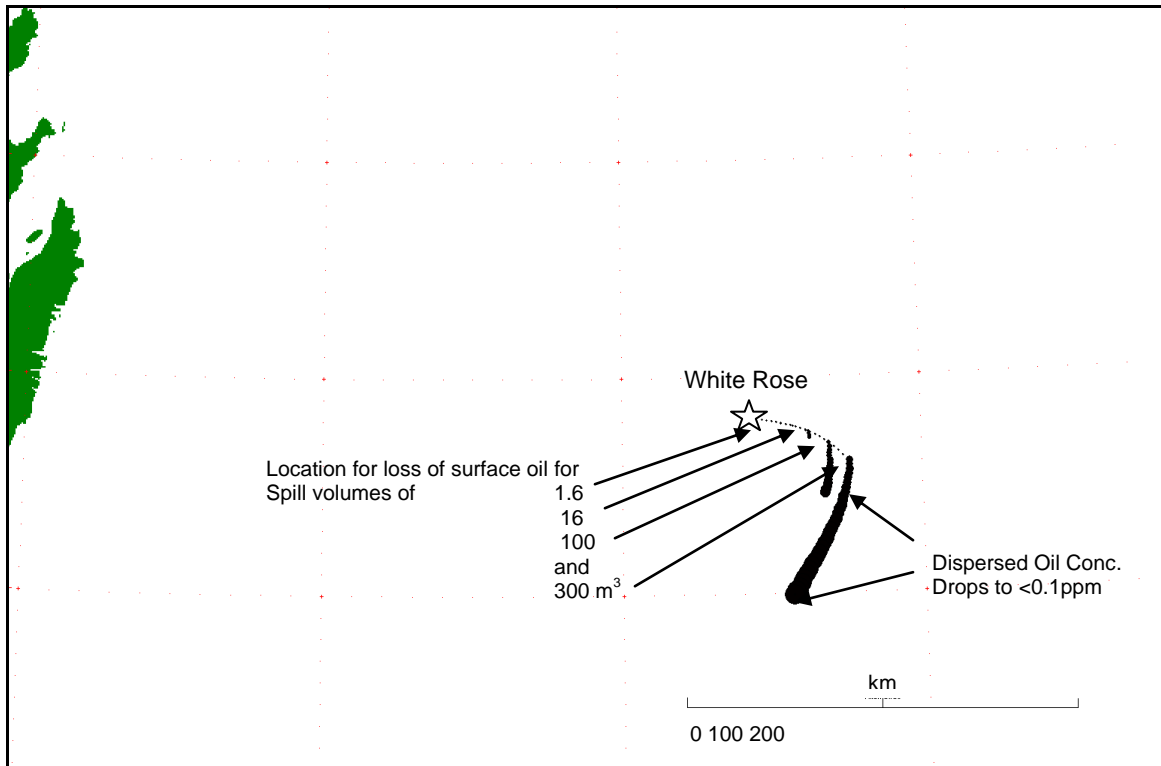 White Rose
Location for loss of surface oil for
Spill volumes of
1.6
16
100
and
300 m³
Dispersed Oil Conc.
Drops to <0.1ppm
km
0 100 200